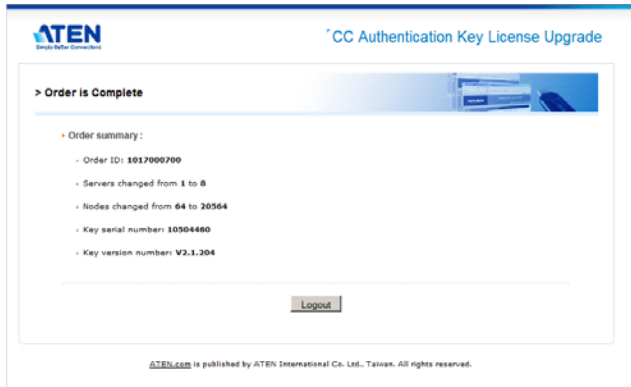 ATEN
Simply Better Connections
CC Authentication Key License Upgrade
> Order is Complete
Order summary :
Order ID: 1017000700
Servers changed from 1 to 8
Nodes changed from 64 to 20564
Key serial number: 10504460
Key version number: V2.1.204
Logout
ATEN.com is published by ATEN International Co. Ltd., Taiwan. All rights reserved.